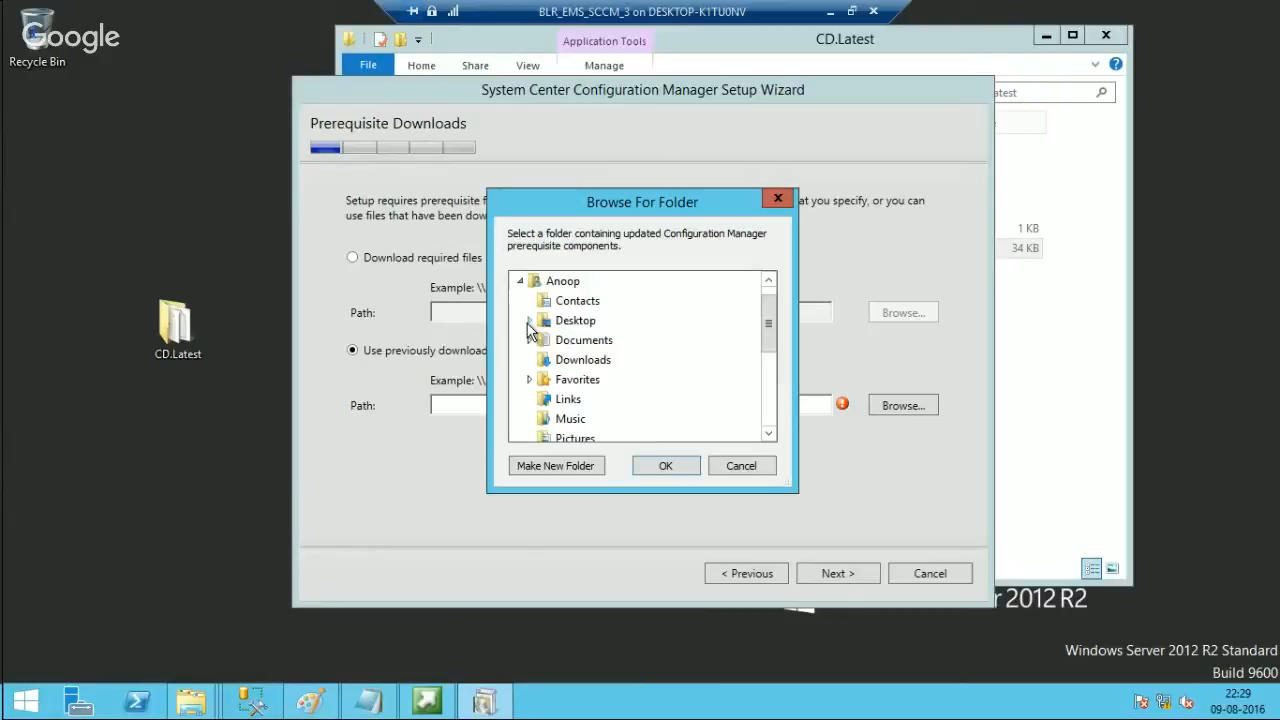 BLR_EMS_SCCM_3 on DESKTOP-K1TU0NV
Google
Recycle Bin
Application Tools
CD.Latest
File
Home
Share
View
Manage
System Center Configuration Manager Setup Wizard
atest
Prerequisite Downloads
Browse For Folder
Setup requires prerequisite f
at you specify, or you can
use files that have been dow
Select a folder containing updated Configuration Manager
prerequisite components.
1 KB
34 KB
Download required files
Example: \\
Path:
Browse...
Anoop
Contacts
Desktop
Documents
Downloads
Favorites
Links
Music
Pictures
CD.Latest
Use previously download
Example: \\
Path:
Browse...
Make New Folder
OK
Cancel
< Previous
Next >
Cancel
r 2012 R2
Windows Server 2012 R2 Standard
Build 9600
22:29
09-08-2016